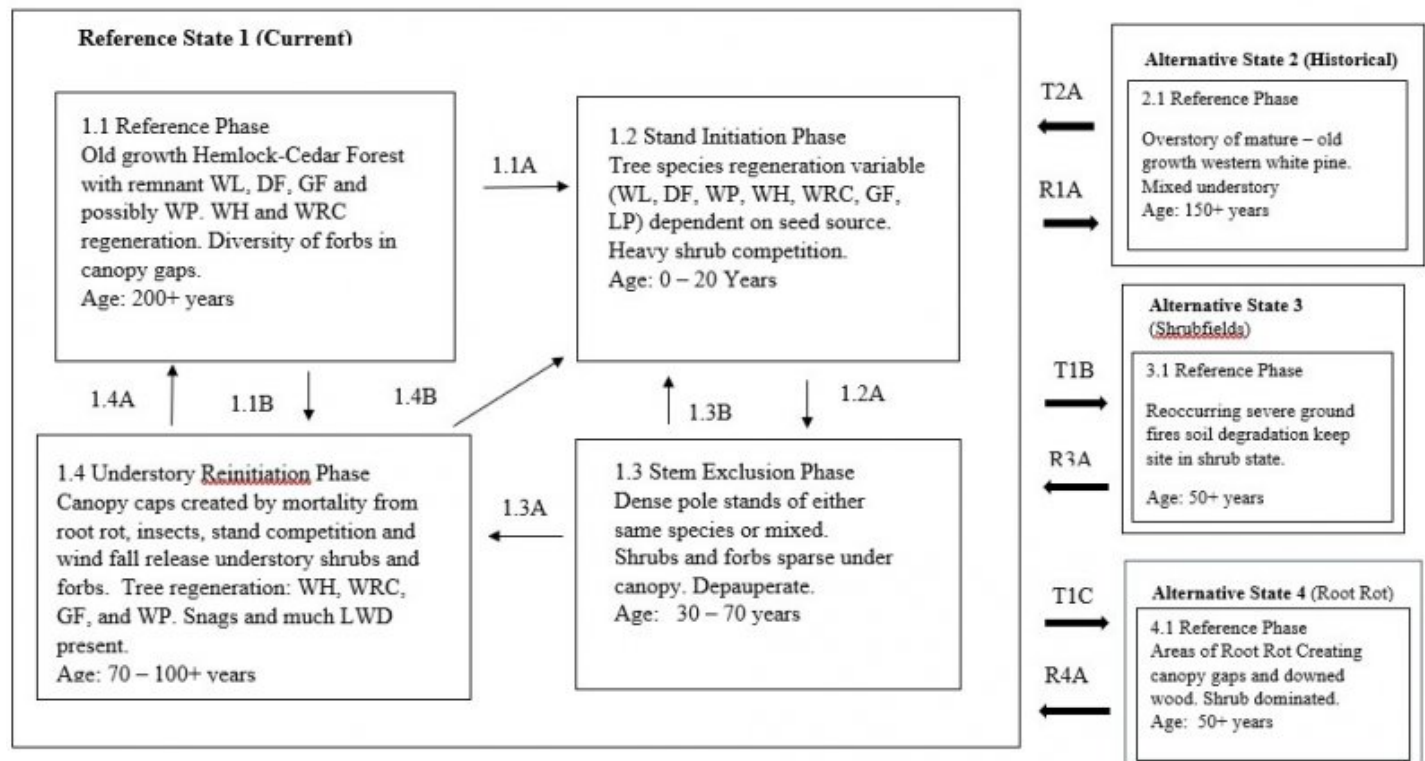 Reference State 1 (Current)
1.1 Reference Phase
Old growth Hemlock-Cedar Forest
with remnant WL, DF, GF and
possibly WP. WH and WRC
regeneration. Diversity of forbs in
canopy gaps.
Age: 200+ years
1.1A
1.2 Stand Initiation Phase
Tree species regeneration variable
(WL, DF, WP, WH, WRC, GF,
LP) dependent on seed source.
Heavy shrub competition.
Age: 0 – 20 Years
1.4A
1.1B
1.4B
1.3B
1.2A
1.4 Understory Reinitiation Phase
Canopy caps created by mortality from
root rot, insects, stand competition and
wind fall release understory shrubs and
forbs. Tree regeneration: WH, WRC,
GF, and WP. Snags and much LWD
present.
Age: 70 – 100+ years
1.3A
1.3 Stem Exclusion Phase
Dense pole stands of either
same species or mixed.
Shrubs and forbs sparse under
canopy. Depauperate.
Age: 30 – 70 years
T2A
R1A
Alternative State 2 (Historical)
2.1 Reference Phase
Overstory of mature – old
growth western white pine.
Mixed understory
Age: 150+ years
T1B
R3A
Alternative State 3
(Shrubfields)
3.1 Reference Phase
Reoccurring severe ground
fires soil degradation keep
site in shrub state.
Age: 50+ years
T1C
R4A
Alternative State 4 (Root Rot)
4.1 Reference Phase
Areas of Root Rot Creating
canopy gaps and downed
wood. Shrub dominated.
Age: 50+ years